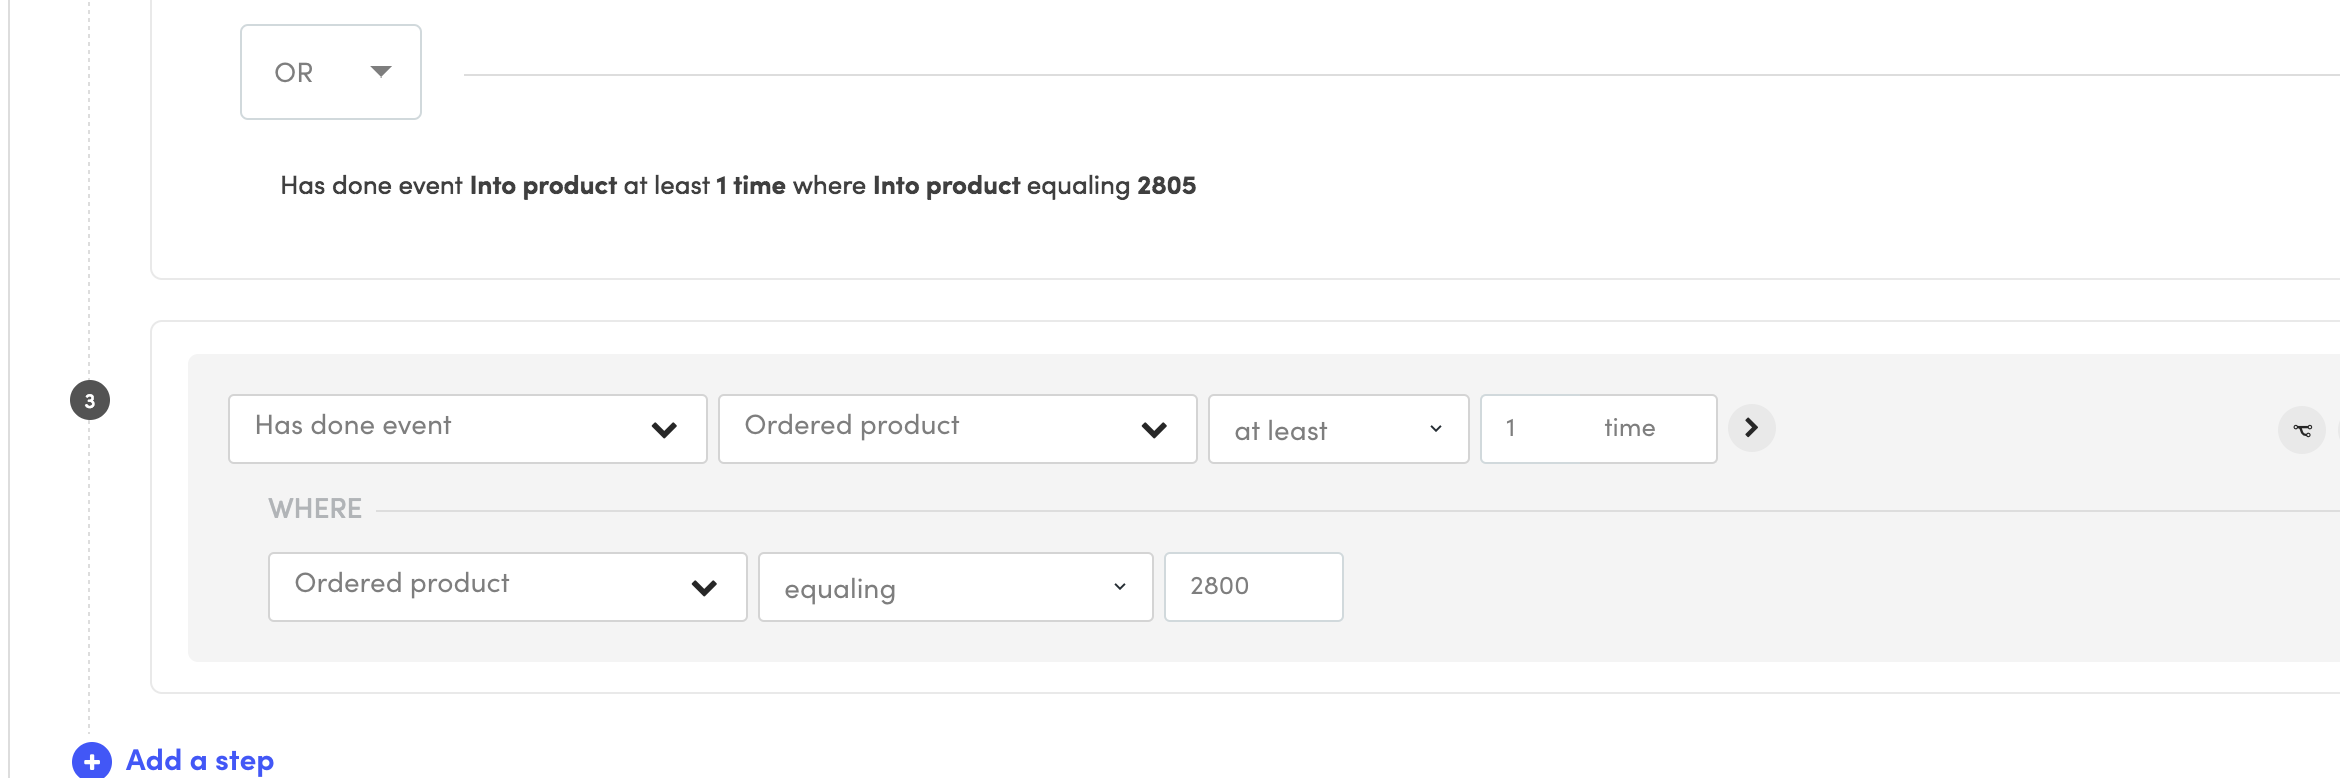 OR
Has done event Into product at least 1 time where Into product equaling 2805
3
Has done event Ordered product at least 1 time
WHERE
Ordered product equaling 2800
Add a step